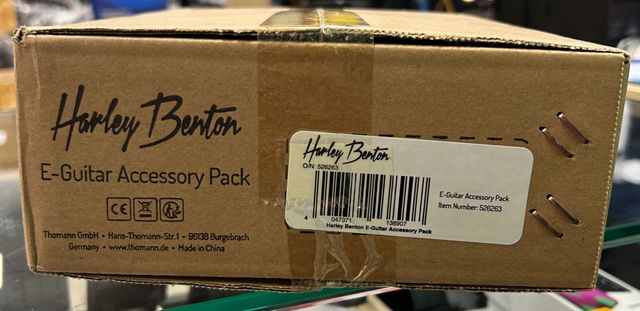 Harley Benton
E-Guitar Accessory Pack
CE
Thomann GmbH • Hans-Thomann-Str.1 • 96138 Burgebrach
Germany • www.thomann.de • Made in China
Harley Benton
O/N: 526263
E-Guitar Accessory Pack
Item Number: 526263
4 047371 138907
Harley Benton E-Guitar Accessory Pack